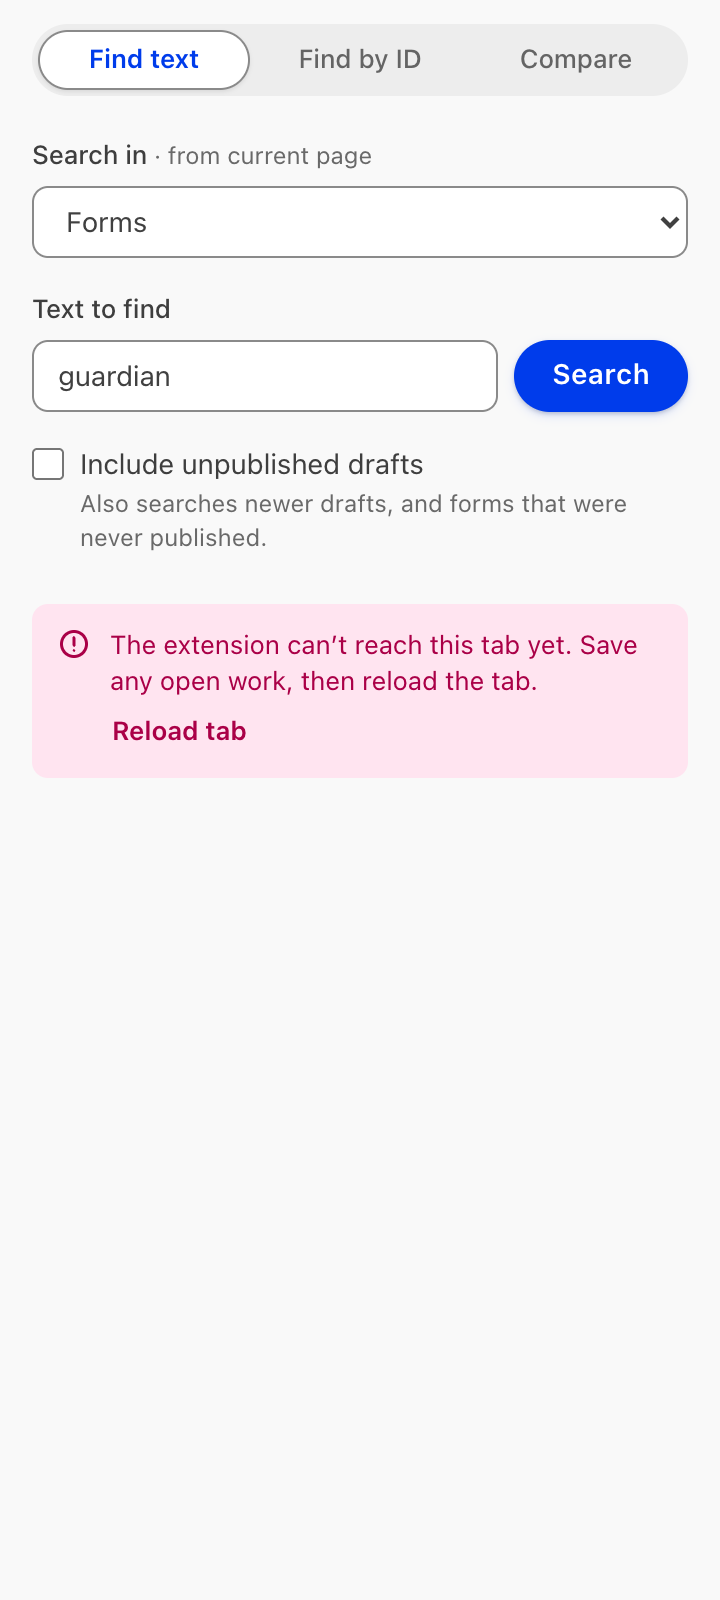 Find text Find by ID Compare
Search in · from current page
Forms
Text to find
guardian Search
Include unpublished drafts
Also searches newer drafts, and forms that were
never published.
The extension can’t reach this tab yet. Save
any open work, then reload the tab.
Reload tab